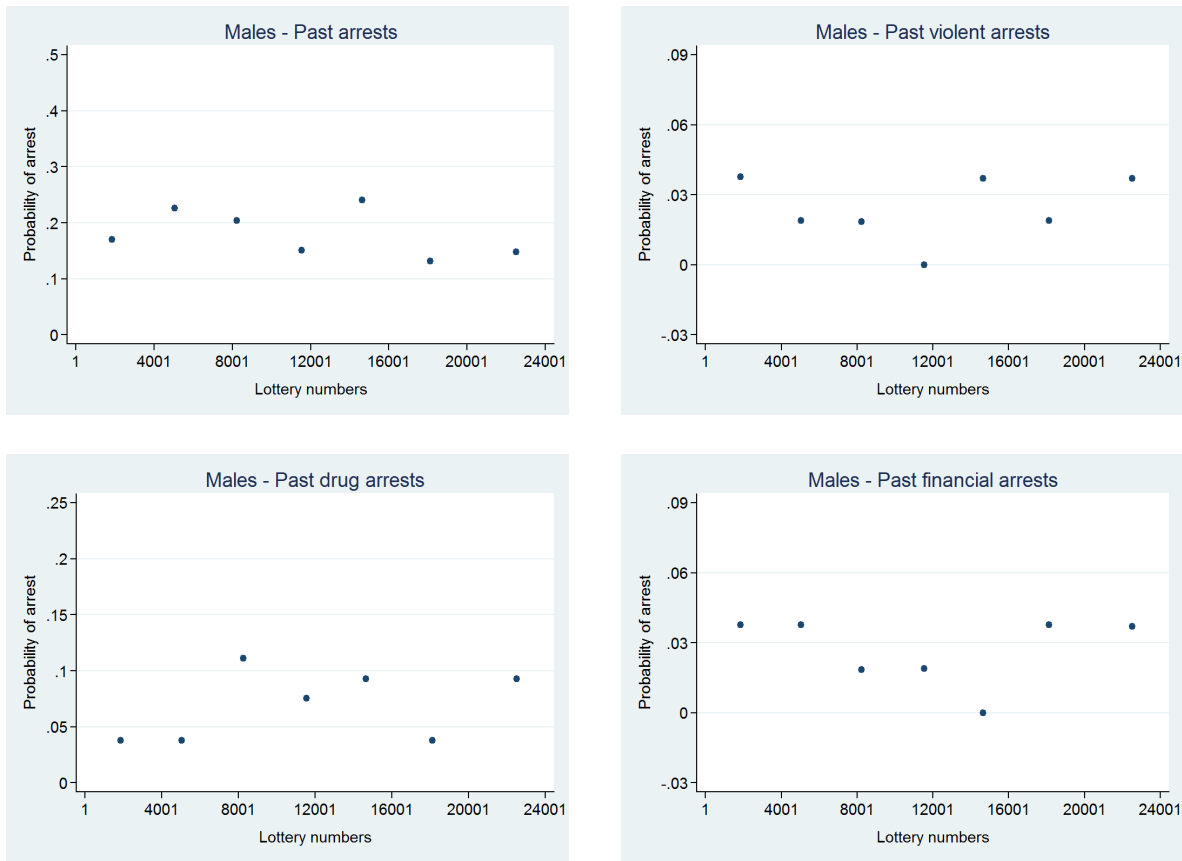 Males - Past arrests
.5
.4
.3
.2
.1
0
Probability of arrest
1 4001 8001 12001 16001 20001 24001
Lottery numbers
Males - Past violent arrests
.09
.06
.03
0
-.03
Probability of arrest
1 4001 8001 12001 16001 20001 24001
Lottery numbers
Males - Past drug arrests
.25
.2
.15
.1
.05
0
Probability of arrest
1 4001 8001 12001 16001 20001 24001
Lottery numbers
Males - Past financial arrests
.09
.06
.03
0
-.03
Probability of arrest
1 4001 8001 12001 16001 20001 24001
Lottery numbers